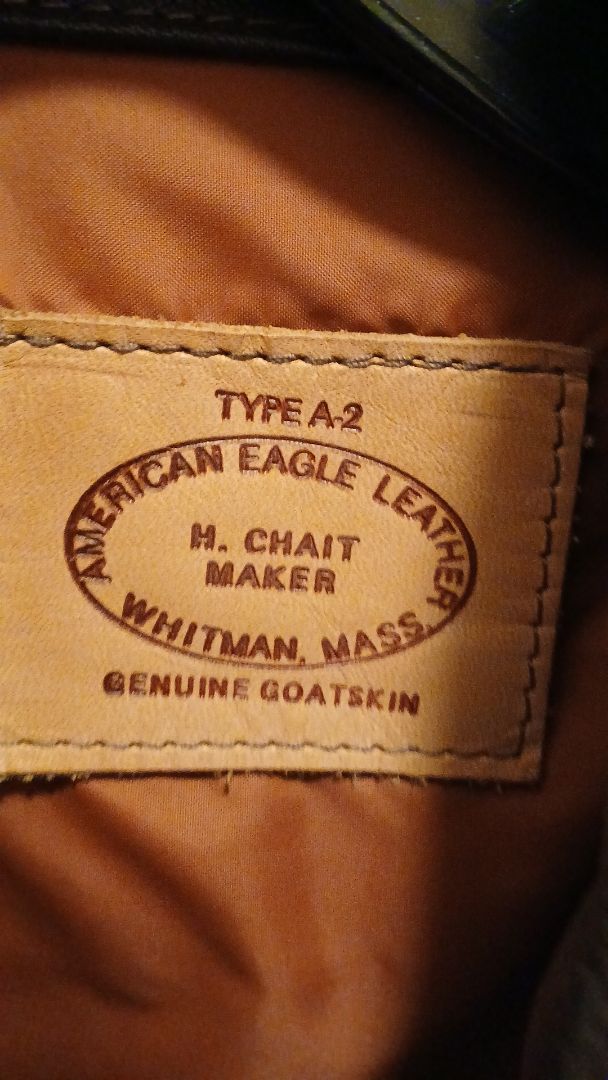 TYPE A-2
AMERICAN EAGLE LEATHER
H. CHAIT
MAKER
WHITMAN, MASS.
GENUINE GOATSKIN